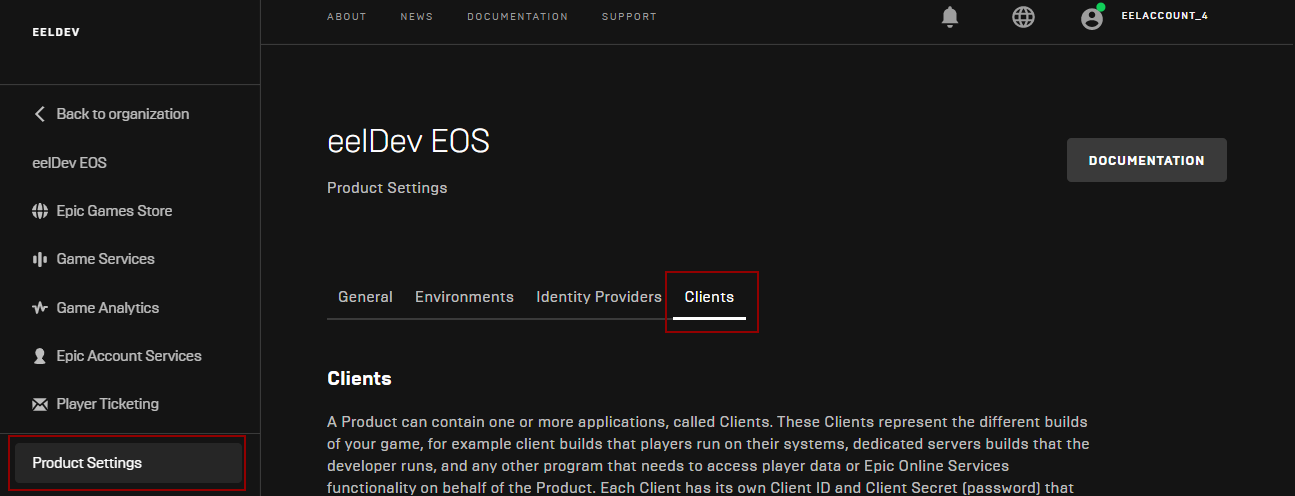 EELDEV
ABOUT NEWS DOCUMENTATION SUPPORT EELACCOUNT_4
Back to organization
eelDev EOS
Epic Games Store
Game Services
Game Analytics
Epic Account Services
Player Ticketing
Product Settings
eelDev EOS
Product Settings
DOCUMENTATION
General Environments Identity Providers Clients
Clients
A Product can contain one or more applications, called Clients. These Clients represent the different builds
of your game, for example client builds that players run on their systems, dedicated servers builds that the
developer runs, and any other program that needs to access player data or Epic Online Services
functionality on behalf of the Product. Each Client has its own Client ID and Client Secret (password) that